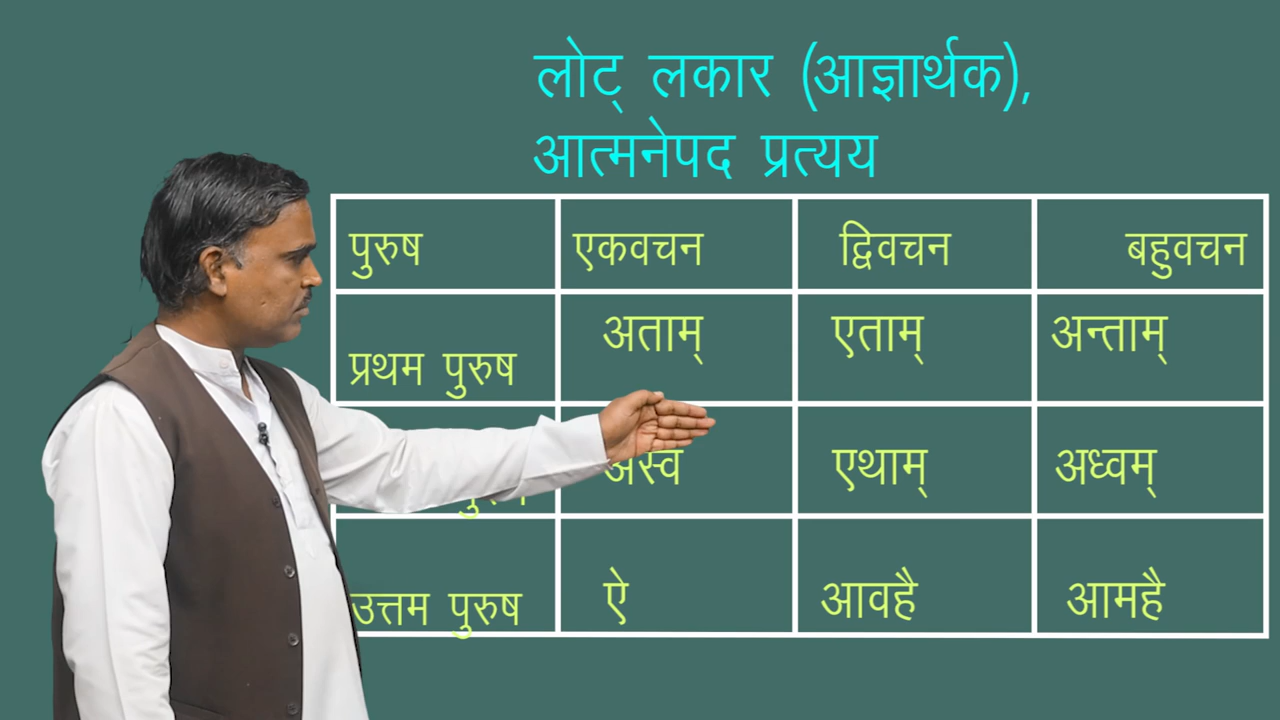 लोट् लकार (आज्ञार्थक),
आत्मनेपद प्रत्यय
पुरुष एकवचन द्विवचन बहुवचन
प्रथम पुरुष अताम् एताम् अन्ताम्
अस्व एथाम् अध्वम्
उत्तम पुरुष ऐ आवहै आमहै